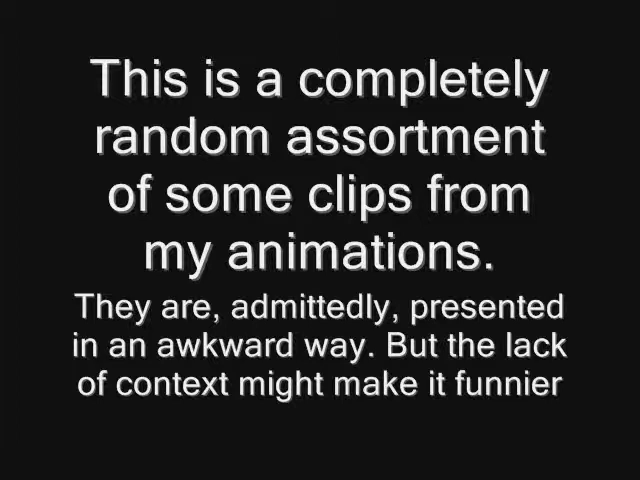 This is a completely
random assortment
of some clips from
my animations.
They are, admittedly, presented
in an awkward way. But the lack
of context might make it funnier